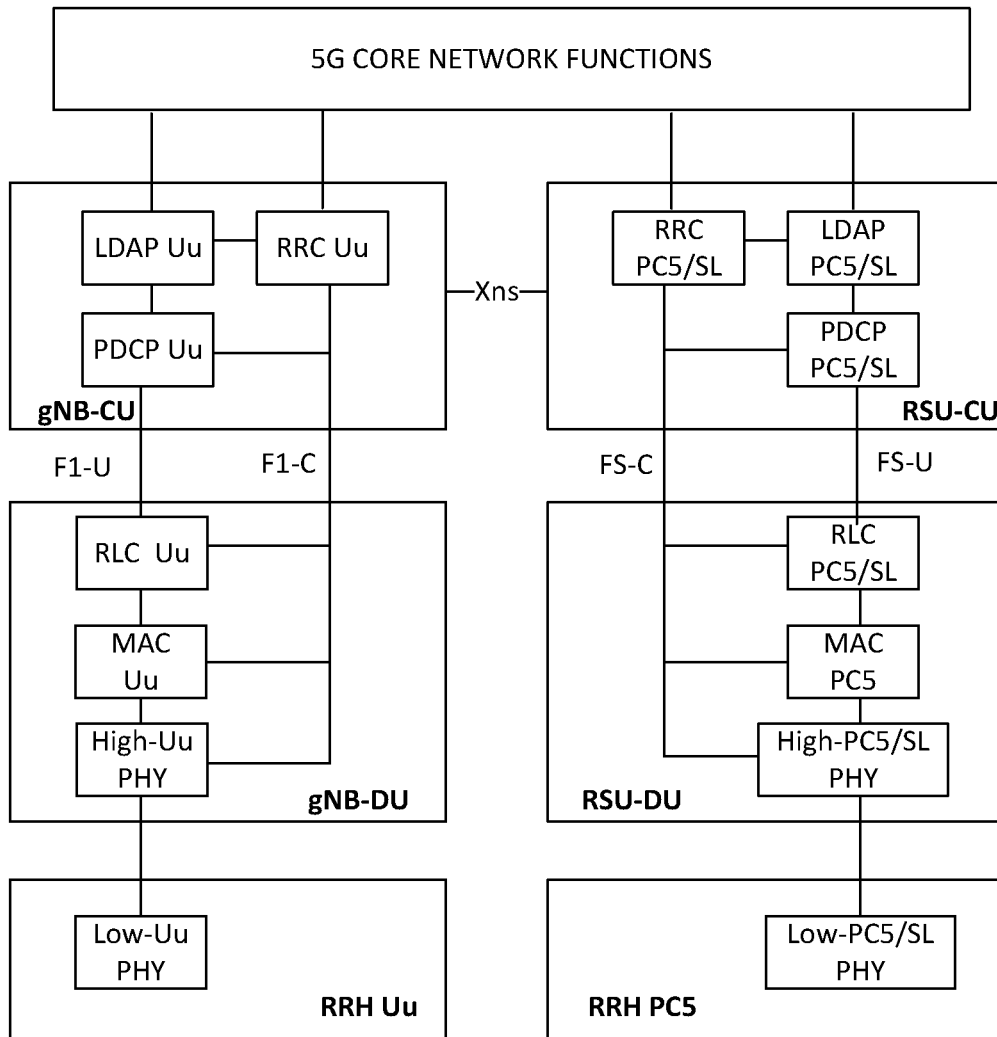 5G CORE NETWORK FUNCTIONS
LDAP Uu
RRC Uu
PDCP Uu
gNB-CU
Xns
RRC
PC5/SL
LDAP
PC5/SL
PDCP
PC5/SL
RSU-CU
F1-U
F1-C
FS-C
FS-U
RLC Uu
MAC
Uu
High-Uu
PHY
gNB-DU
RLC
PC5/SL
MAC
PC5
High-PC5/SL
PHY
RSU-DU
Low-Uu
PHY
RRH Uu
Low-PC5/SL
PHY
RRH PC5